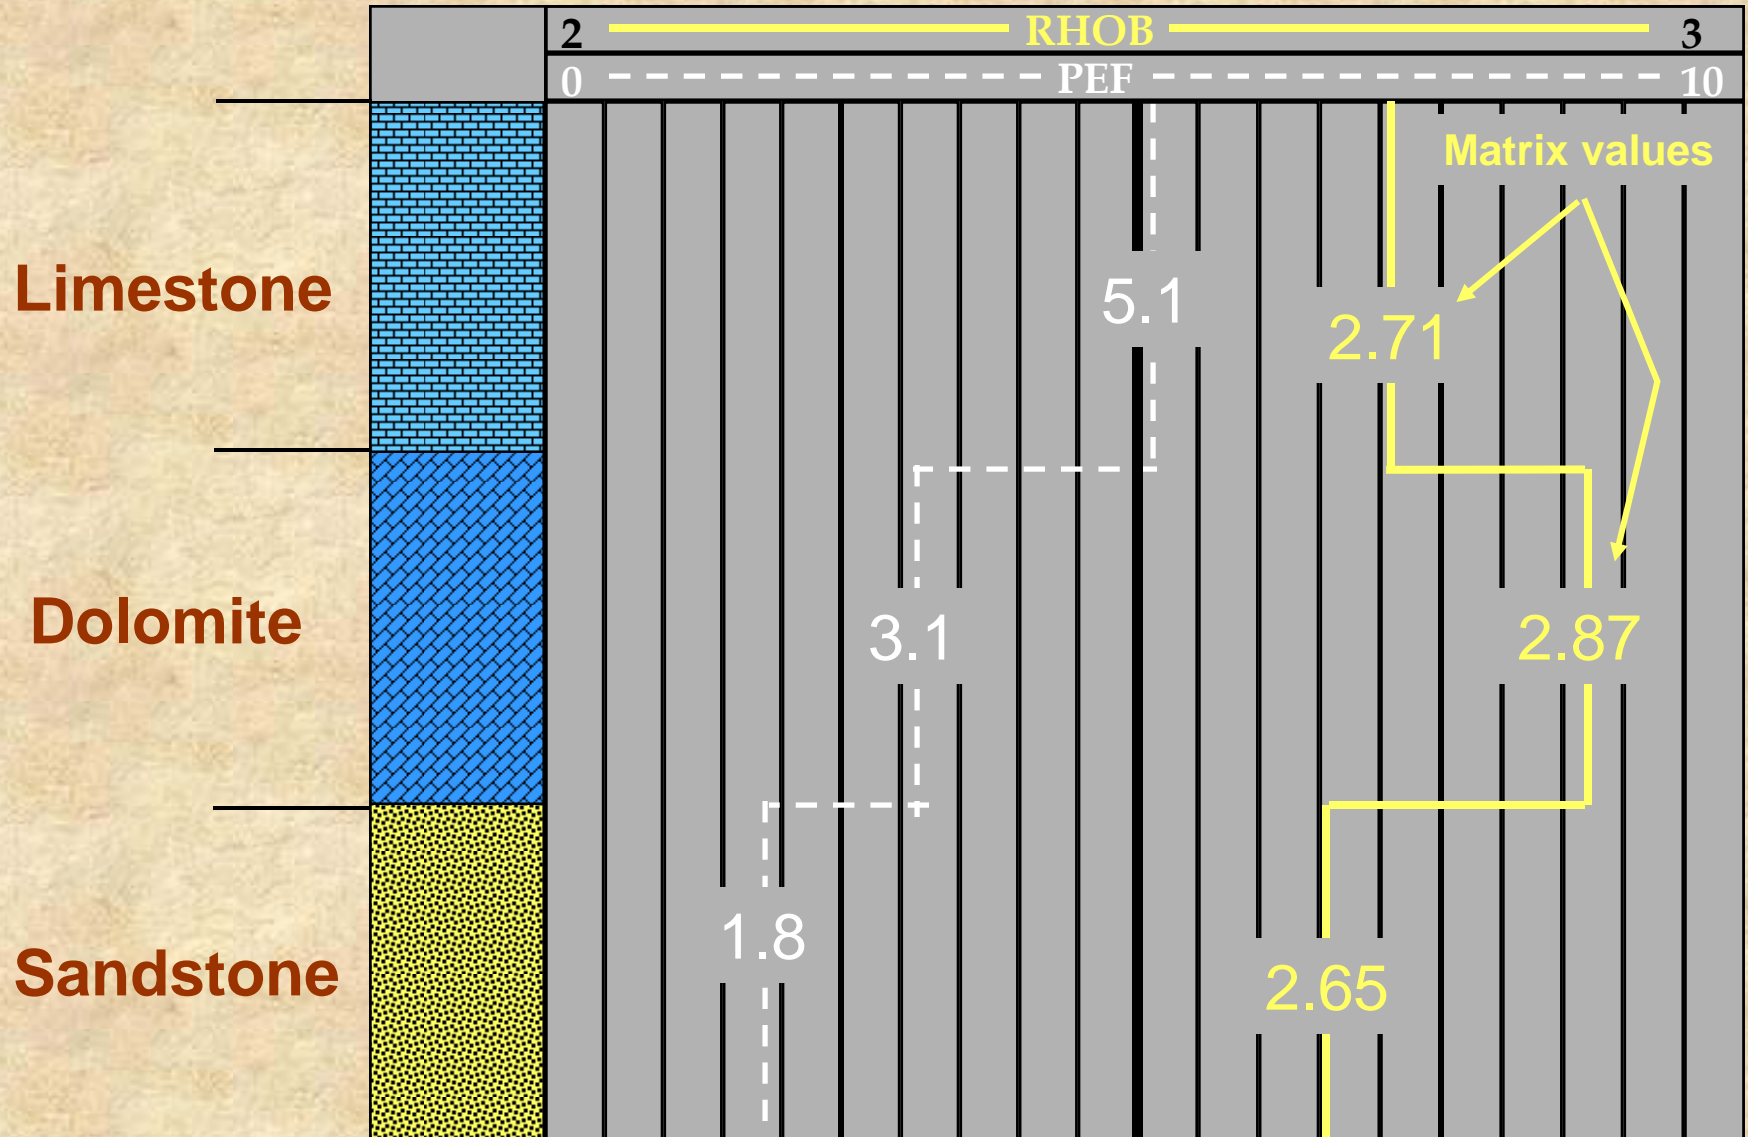 2 RHOB 3
0 PEF 10
Matrix values
Limestone 5.1 2.71
Dolomite 3.1 2.87
Sandstone 1.8 2.65